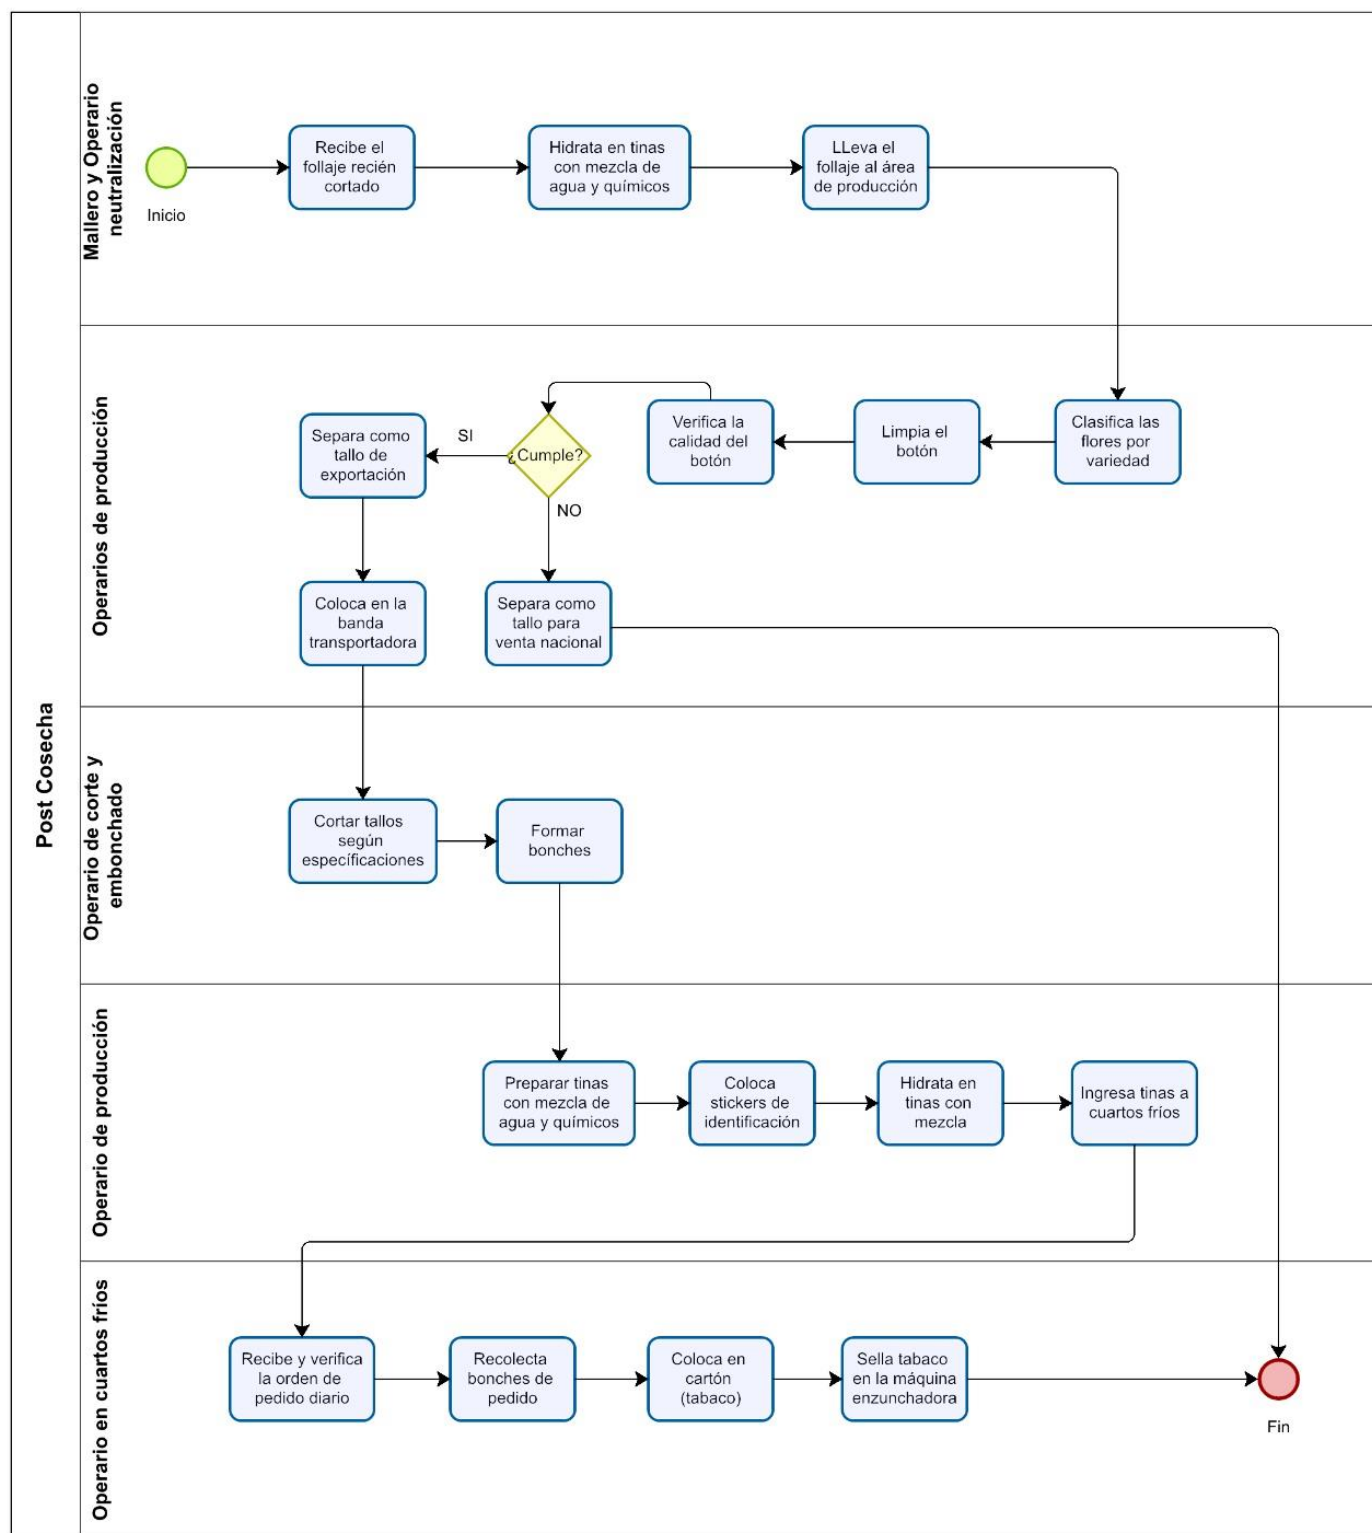 Post Cosecha
Mallero y Operario
neutralización
Inicio
Recibe el
follaje recién
cortado
Hidrata en tinas
con mezcla de
agua y químicos
LLeva el
follaje al área
de producción
Operarios de producción
Clasifica las
flores por
variedad
Limpia el
botón
Verifica la
calidad del
botón
¿Cumple?
SI
NO
Separa como
tallo de
exportación
Coloca en la
banda
transportadora
Separa como
tallo para
venta nacional
Operario de corte y
embonchado
Cortar tallos
según
específicaciones
Formar
bonches
Operario de producción
Preparar tinas
con mezcla de
agua y químicos
Coloca
stickers de
identificación
Hidrata en
tinas con
mezcla
Ingresa tinas a
cuartos fríos
Operario en cuartos fríos
Recibe y verifica
la orden de
pedido diario
Recolecta
bonches de
pedido
Coloca en
cartón
(tabaco)
Sella tabaco
en la máquina
enzunchadora
Fin